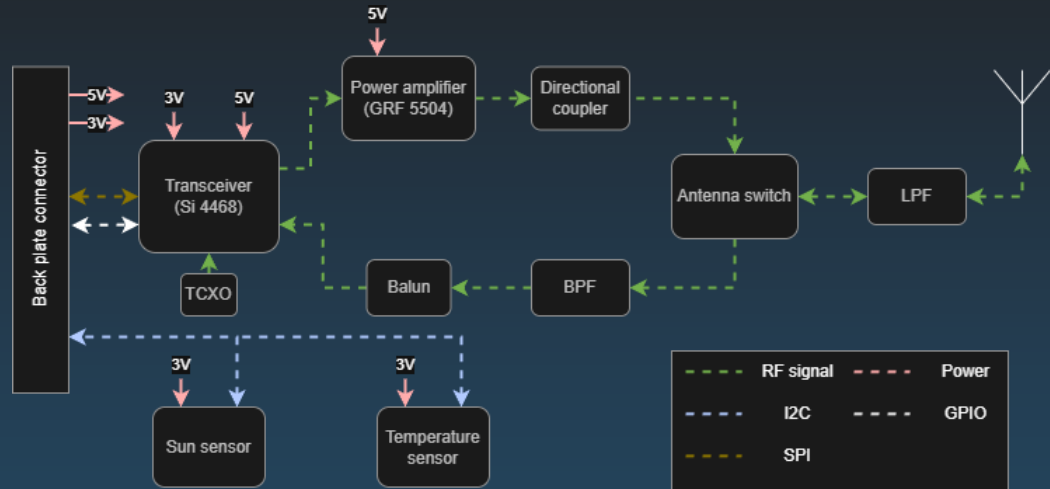 5V
Power amplifier
(GRF 5504)
Directional
coupler
5V
3V
3V
5V
Back plate connector
Transceiver
(Si 4468)
Antenna switch
LPF
TCXO
Balun
BPF
3V
Sun sensor
3V
Temperature
sensor
RF signal
Power
I2C
GPIO
SPI